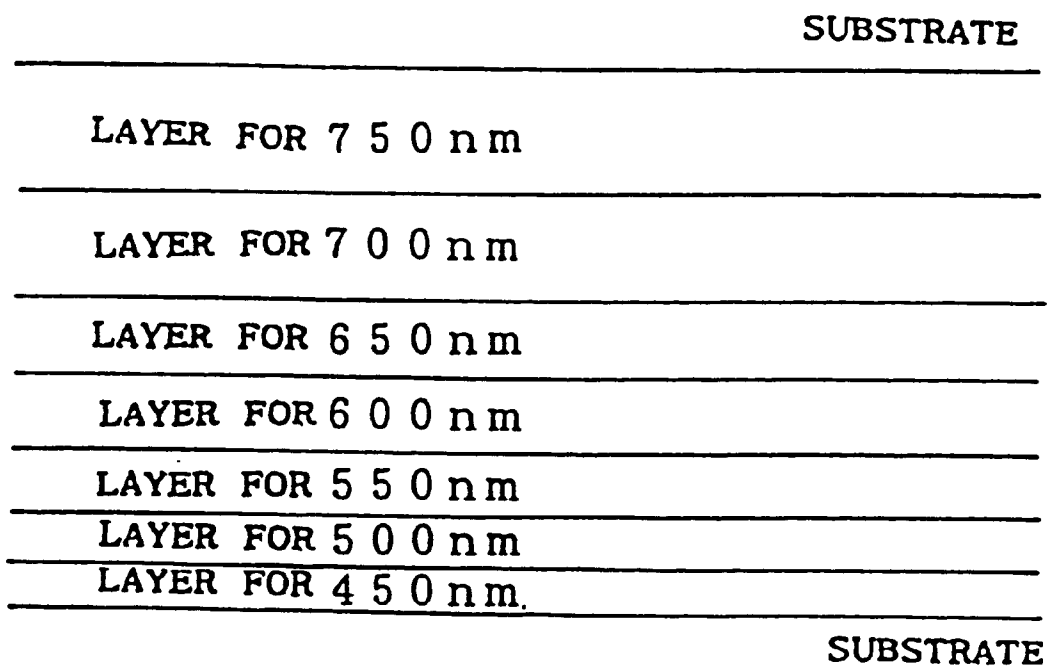 SUBSTRATE
LAYER FOR 750nm
LAYER FOR 700nm
LAYER FOR 650nm
LAYER FOR 600nm
LAYER FOR 550nm
LAYER FOR 500nm
LAYER FOR 450nm.
SUBSTRATE